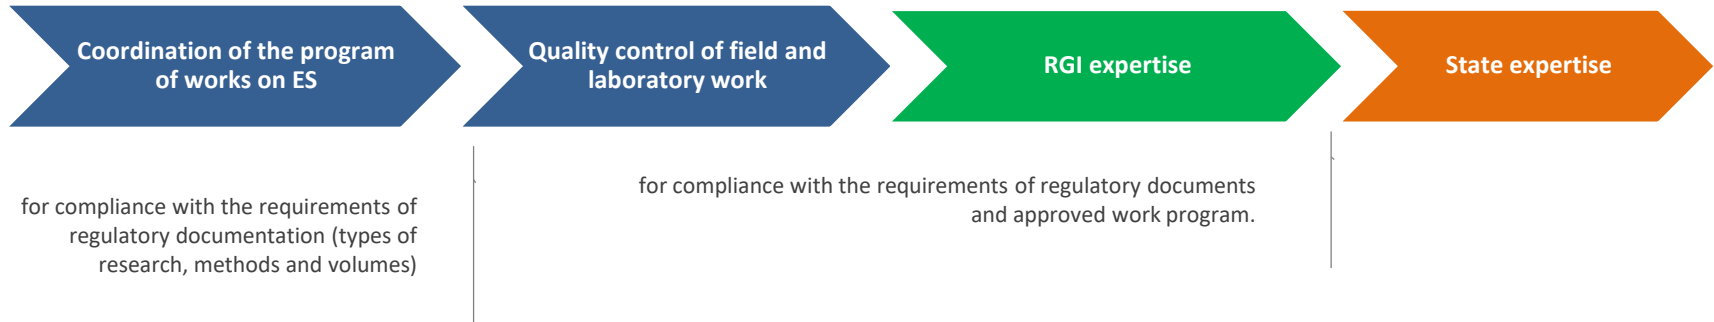 Coordination of the program
of works on ES
Quality control of field and
laboratory work
RGI expertise
State expertise
for compliance with the requirements of
regulatory documentation (types of
research, methods and volumes)
for compliance with the requirements of regulatory documents
and approved work program.